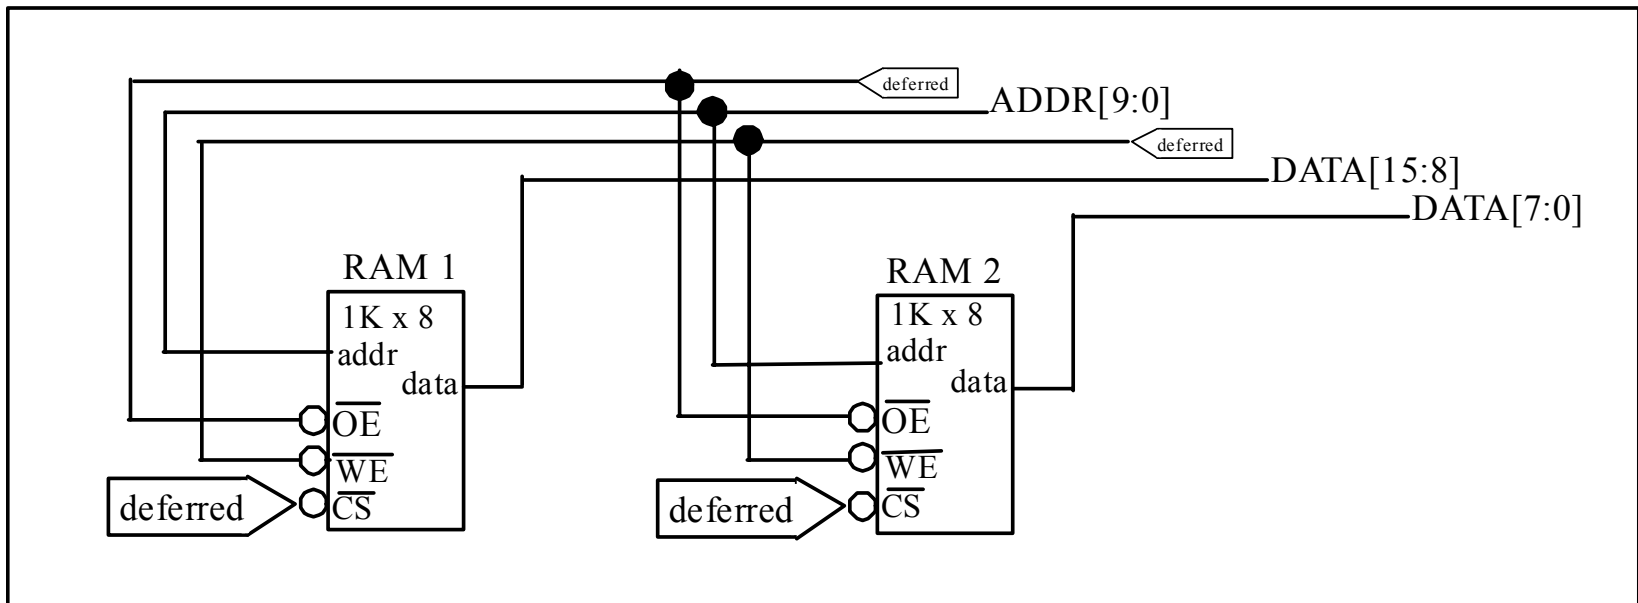 deferred
ADDR[9:0]
deferred
DATA[15:8]
DATA[7:0]
RAM 1
1K x 8
addr
data
OE
WE
CS
deferred
RAM 2
1K x 8
addr
data
OE
WE
CS
deferred